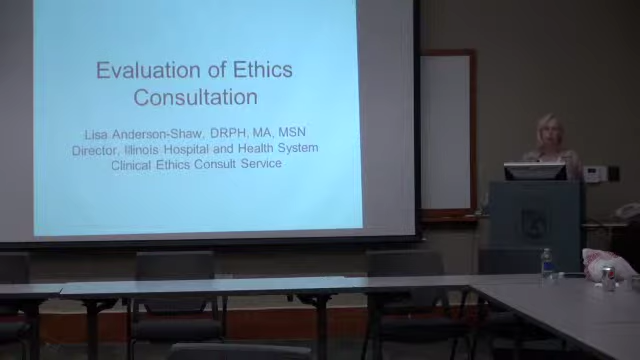 Evaluation of Ethics
Consultation
Lisa Anderson-Shaw, DRPH, MA, MSN
Director, Illinois Hospital and Health System
Clinical Ethics Consult Service